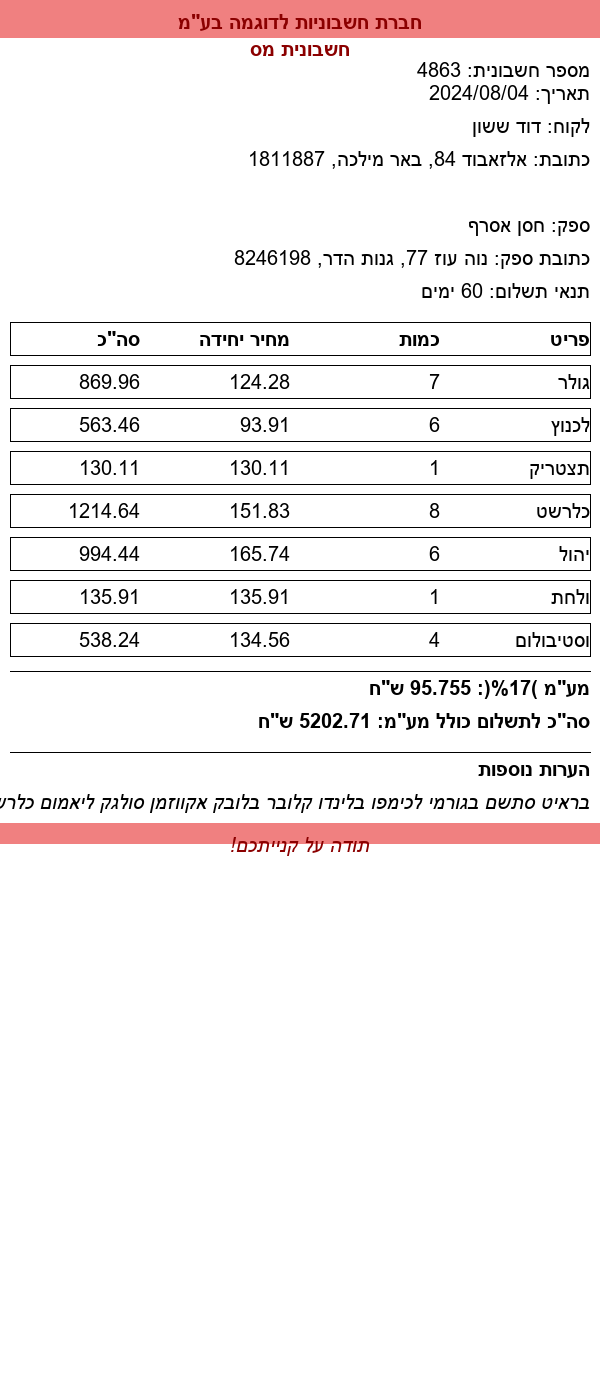 חברת חשבוניות לדוגמה בע"מ
חשבונית מס
מספר חשבונית: 4863
תאריך: 2024/08/04
לקוח: דוד ששון
כתובת: אלזאבוד 84, באר מילכה, 1811887
ספק: חסן אסרף
כתובת ספק: נוה עוז 77, גנות הדר, 8246198
תנאי תשלום: 60 ימים
פריט כמות מחיר יחידה סה"כ
גולר 7 124.28 869.96
לכנוץ 6 93.91 563.46
תצטריק 1 130.11 130.11
כלרשט 8 151.83 1214.64
יהול 6 165.74 994.44
ולחת 1 135.91 135.91
וסטיבולום 4 134.56 538.24
מע"מ )17%(: 95.755 ש"ח
סה"כ לתשלום כולל מע"מ: 5202.71 ש"ח
הערות נוספות
בראיט סתשם בגורמי לכימפו בלינדו קלובר בלובק אקווזמן סולגק ליאמום
תודה על קנייתכם!